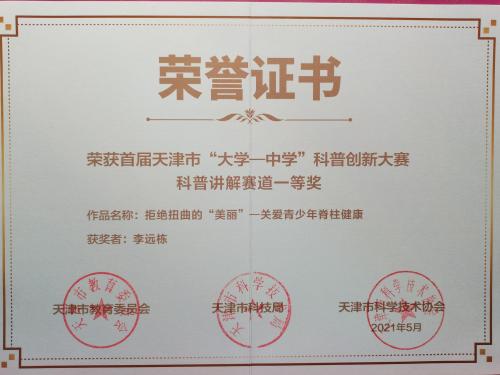 荣誉证书
荣获首届天津市“大学—中学”科普创新大赛
科普讲解赛道一等奖
作品名称：拒绝扭曲的“美丽”—关爱青少年脊柱健康
获奖者：李远栋
天津市教育委员会 天津市科技局 天津市科学技术协会
2021年5月